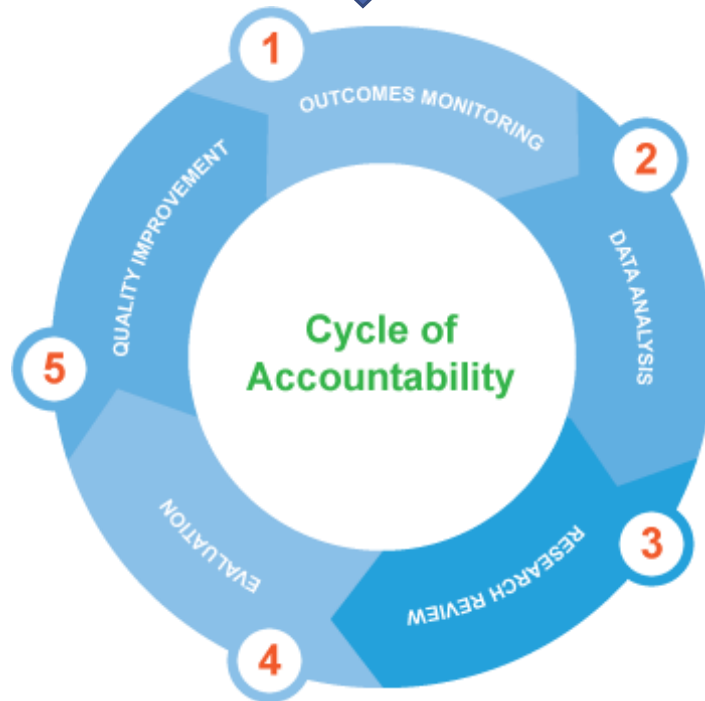 1
OUTCOMES MONITORING
2
DATA ANALYSIS
3
RESEARCH REVIEW
4
EVALUATION
5
QUALITY IMPROVEMENT
Cycle of
Accountability